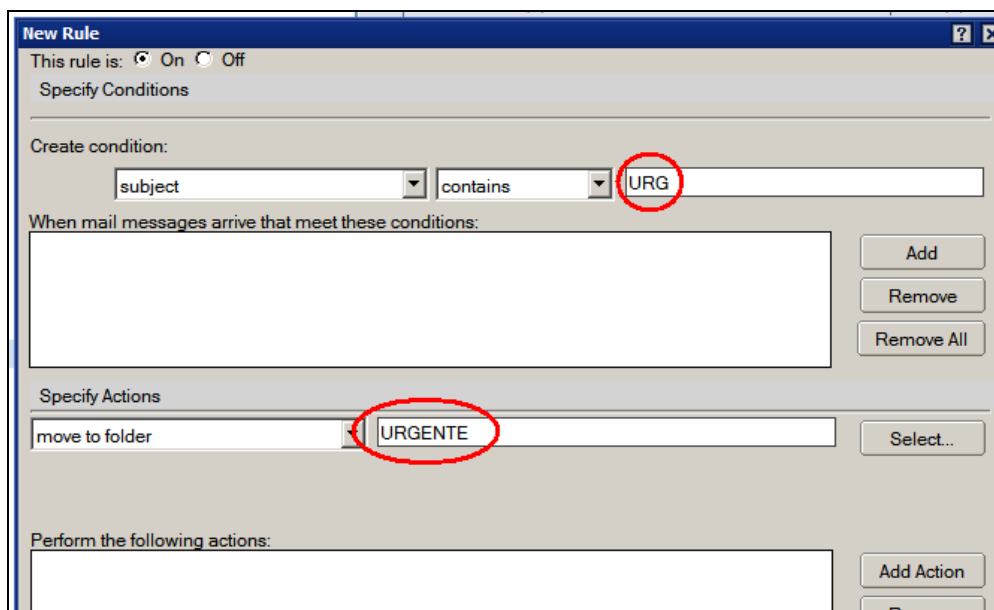 New Rule ?
This rule is: On Off
Specify Conditions
Create condition:
subject contains URG
When mail messages arrive that meet these conditions:
Add
Remove
Remove All
Specify Actions
move to folder URGENTE Select...
Perform the following actions:
Add Action